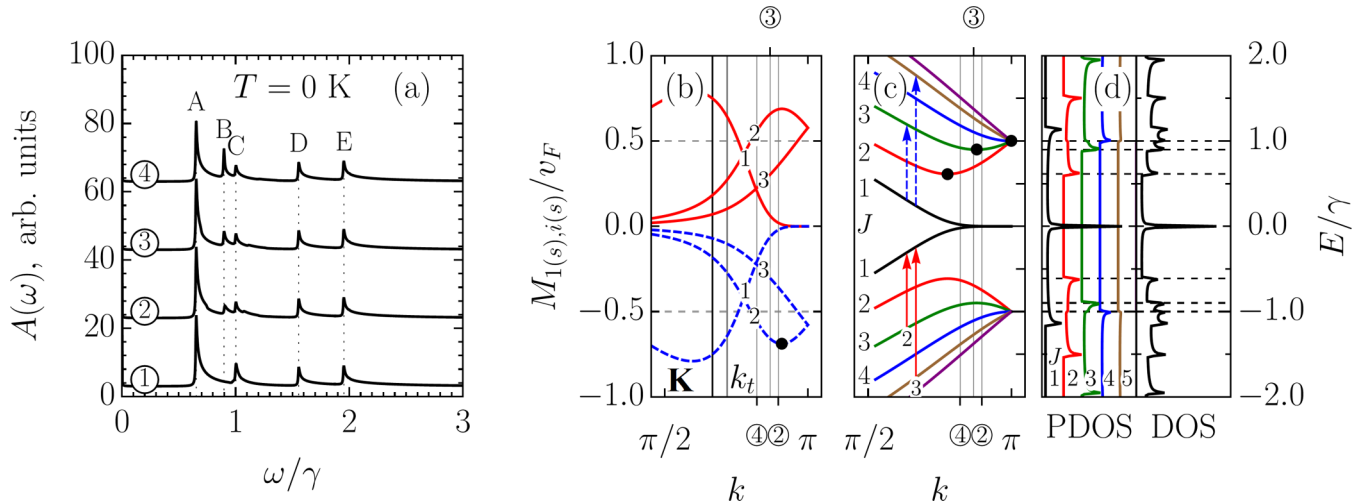 A(ω), arb. units
100
80
60
40
20
0
T = 0 K
(a)
A
B
C
D
E
④
③
②
①
0
1
2
3
ω/γ
M1(s),i(s)/vF
1.0
0.5
0.0
−0.5
−1.0
③
(b)
2
1
3
3
1
2
K
kt
④②
π/2
π
k
③
(c)
4
3
2
1
J
1
2
3
4
2
3
④②
π/2
π
k
(d)
J
1 2 3 4 5
PDOS
DOS
2.0
1.0
0.0
−1.0
−2.0
E/γ